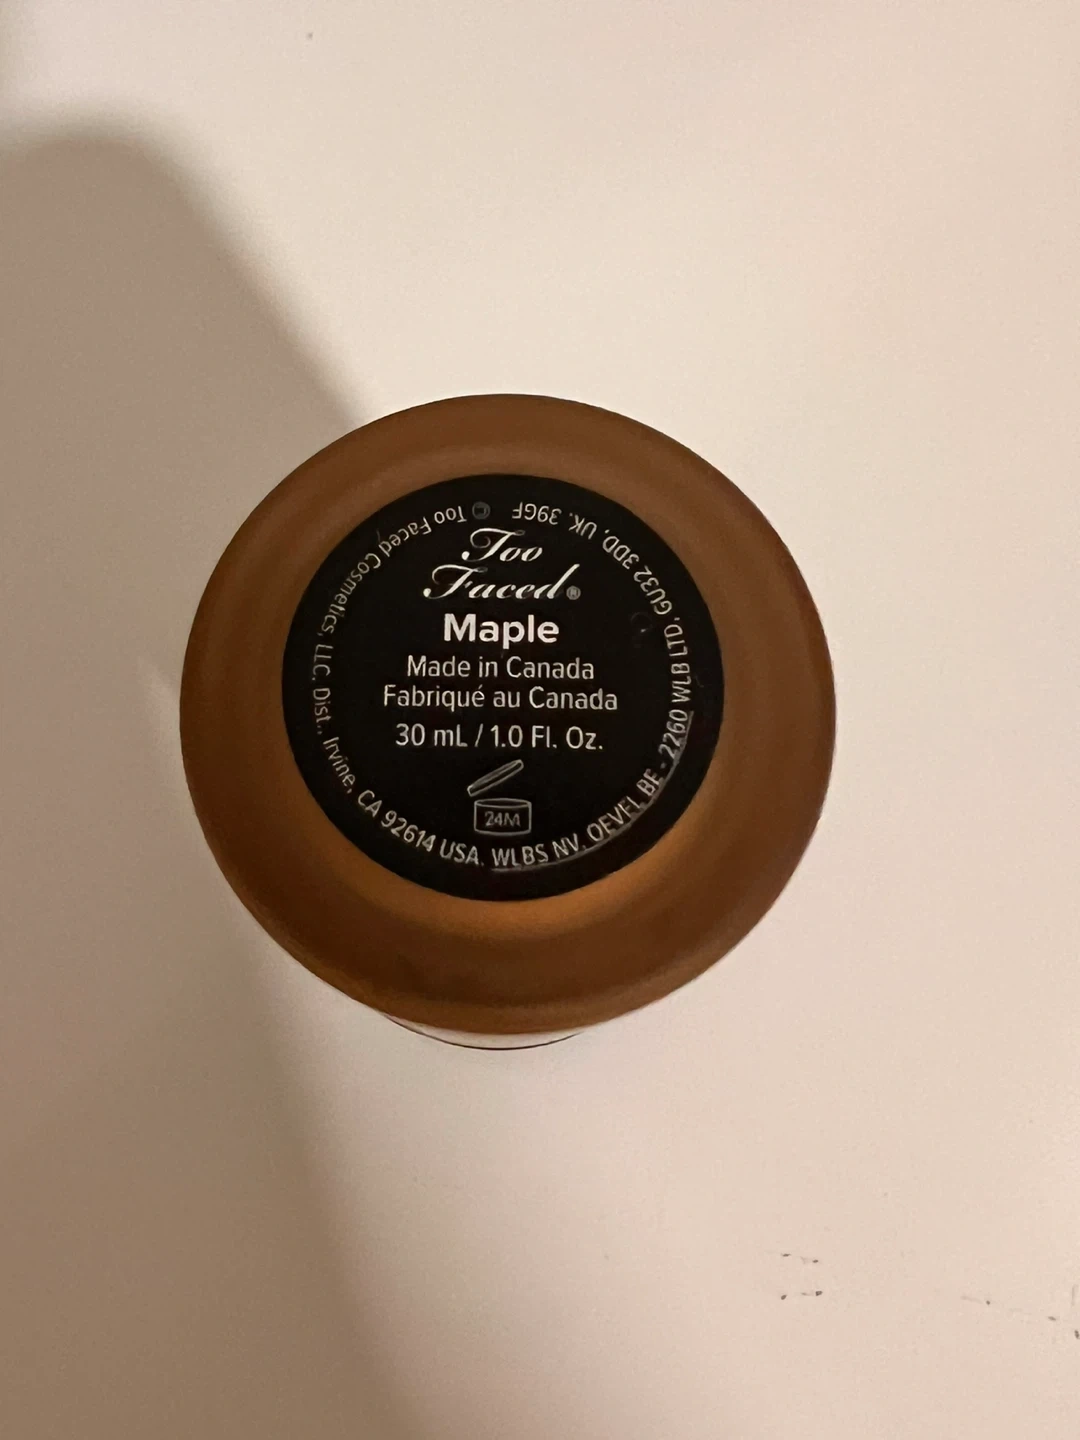 Too
Faced®
Maple
Made in Canada
Fabriqué au Canada
30 mL / 1.0 Fl. Oz.
24M
Too Faced Cosmetics, LLC. Dist., Irvine, CA 92614 USA. WLBS NV. OEVEL BE - 2260 WLB LTD, GU32 3DD, UK. 39GF